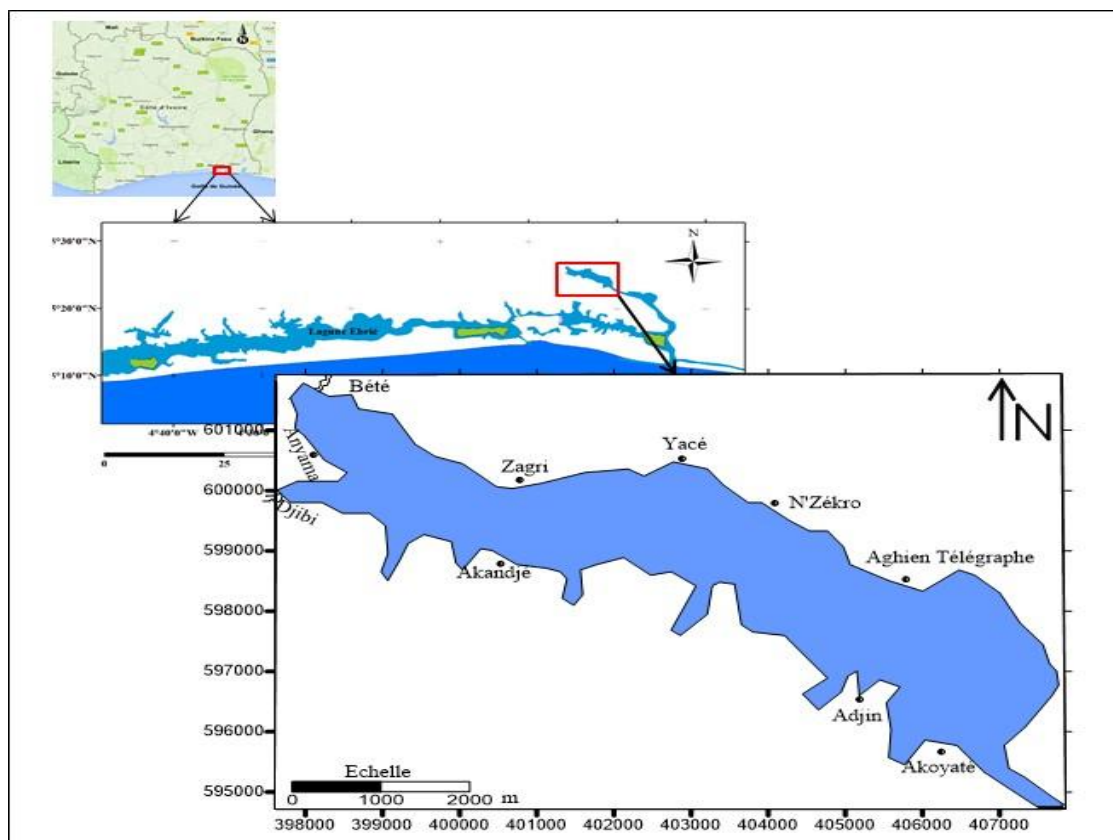 Mali
Burkina Faso
N
Guinée
Côte d'Ivoire
Ghana
Liberia
Golfe de Guinée
5°30'0"N
N
5°20'0"N
Lagune Ebrié
5°10'0"N
4°40'0"W
0 25
N
Bété
601000
Anyama
Yacé
Zagri
600000
Djibi
N'Zékro
599000
Akandjé
Aghien Télégraphe
598000
597000
Adjin
596000
Akoyaté
Echelle
595000
0 1000 2000 m
398000 399000 400000 401000 402000 403000 404000 405000 406000 407000